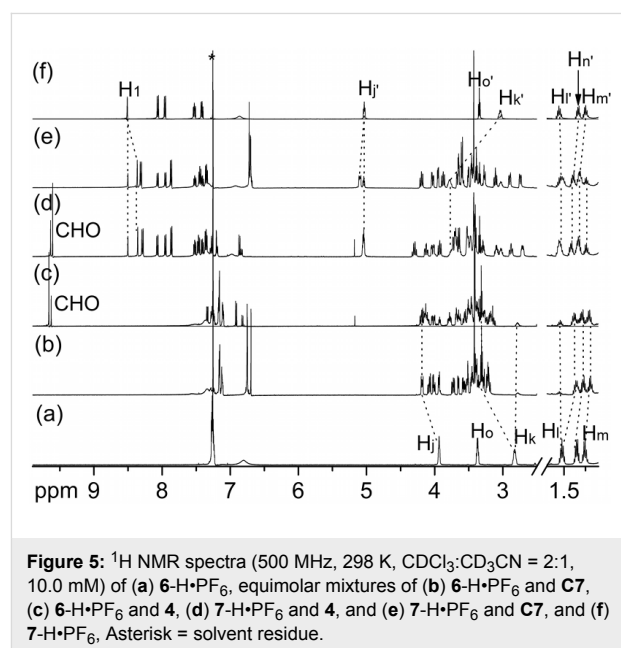 *
(f)
H1
Hj'
Ho'
Hk'
Hn'
Hl'
Hm'
(e)
(d)
CHO
(c)
CHO
(b)
(a)
Hj
Ho
Hk
Hl
Hm
ppm 9 8 7 6 5 4 3 1.5
Figure 5: ¹H NMR spectra (500 MHz, 298 K, CDCl₃:CD₃CN = 2:1,
10.0 mM) of (a) 6-H•PF₆, equimolar mixtures of (b) 6-H•PF₆ and C7,
(c) 6-H•PF₆ and 4, (d) 7-H•PF₆ and 4, and (e) 7-H•PF₆ and C7, and (f)
7-H•PF₆, Asterisk = solvent residue.